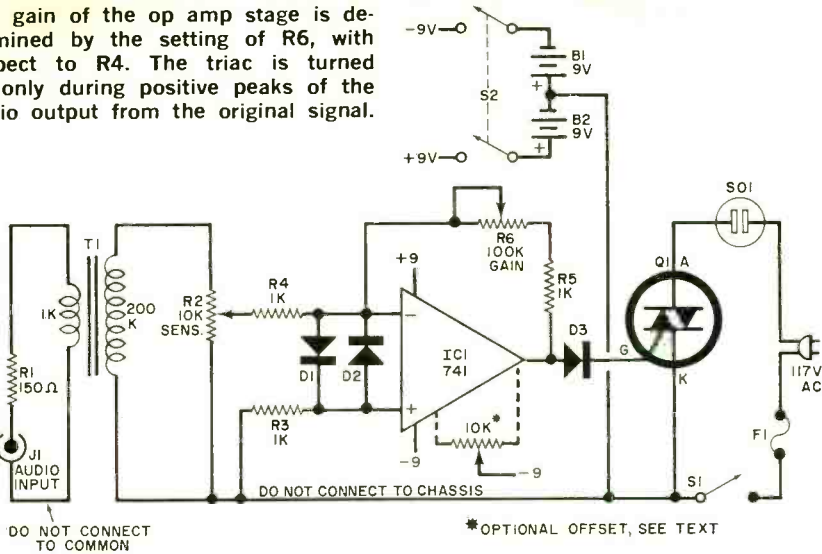 gain of the op amp stage is de-
mined by the setting of R6, with
pect to R4. The triac is turned
only during positive peaks of the
io output from the original signal.
-9V
B1
9V
+
S2
B2
9V
+
+9V
SO1
T1
R6
100K
GAIN
Q1 A
+9
1K
200
K
R2
10K
SENS.
R4
1K
R5
1K
D3
−
IC1
741
G
117V
AC
R1
150Ω
D1
D2
K
+
R3
1K
10K*
F1
J1
AUDIO
INPUT
-9
-9
S1
DO NOT CONNECT TO CHASSIS
DO NOT CONNECT
TO COMMON
*OPTIONAL OFFSET, SEE TEXT